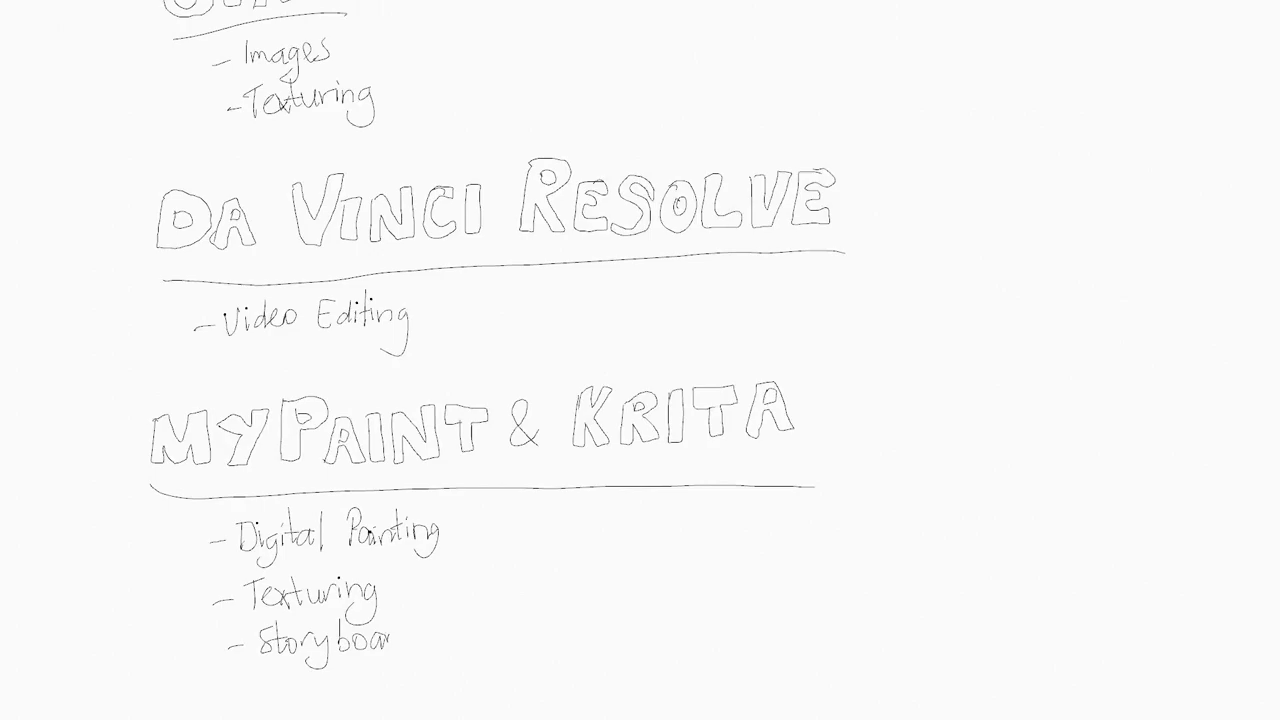 - Images
- Texturing
DA VINCI RESOLVE
- Video Editing
MYPAINT & KRITA
- Digital Painting
- Texturing
- Storyboar